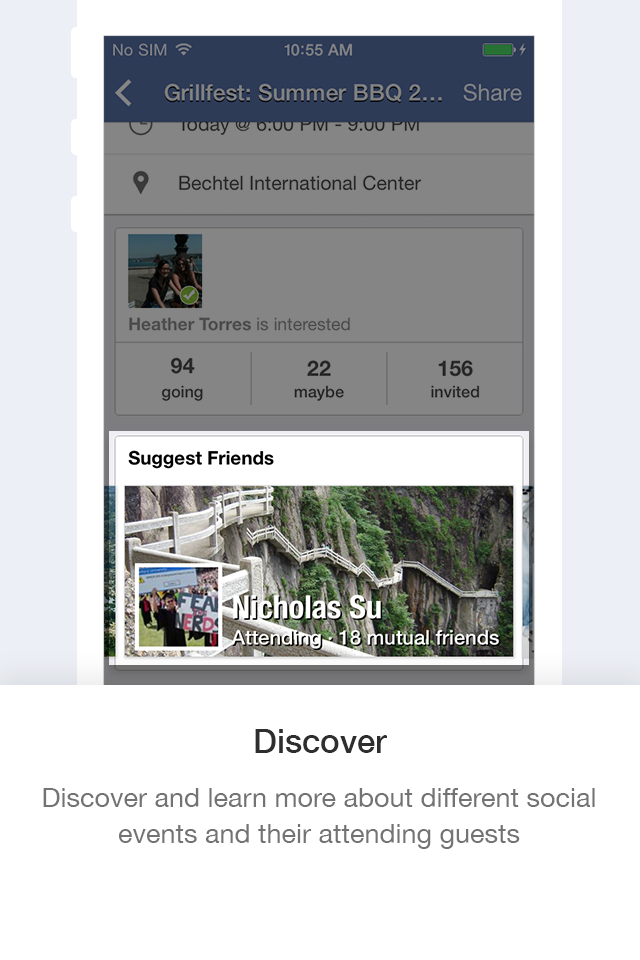 No SIM 10:55 AM
Grillfest: Summer BBQ 2... Share
Today @ 6:00 PM - 9:00 PM
Bechtel International Center
Heather Torres is interested
94 22 156
going maybe invited
Suggest Friends
FEAR
NERDS
Nicholas Su
Attending · 18 mutual friends
Discover
Discover and learn more about different social
events and their attending guests